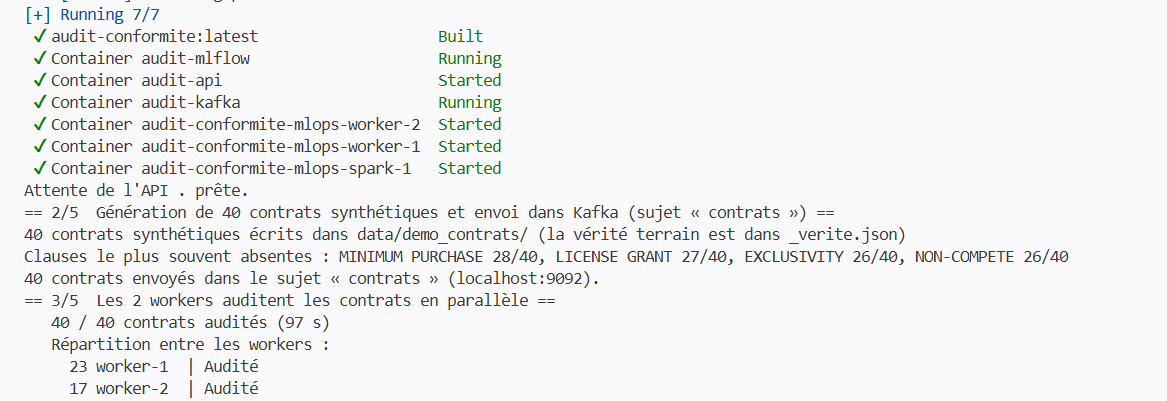 [+] Running 7/7
✓ audit-conformite:latest Built
✓ Container audit-mlflow Running
✓ Container audit-api Started
✓ Container audit-kafka Running
✓ Container audit-conformite-mlops-worker-2 Started
✓ Container audit-conformite-mlops-worker-1 Started
✓ Container audit-conformite-mlops-spark-1 Started
Attente de l'API . prête.
== 2/5 Génération de 40 contrats synthétiques et envoi dans Kafka (sujet « contrats ») ==
40 contrats synthétiques écrits dans data/demo_contrats/ (la vérité terrain est dans _verite.json)
Clauses le plus souvent absentes : MINIMUM PURCHASE 28/40, LICENSE GRANT 27/40, EXCLUSIVITY 26/40, NON-COMPETE 26/40
40 contrats envoyés dans le sujet « contrats » (localhost:9092).
== 3/5 Les 2 workers auditent les contrats en parallèle ==
40 / 40 contrats audités (97 s)
Répartition entre les workers :
23 worker-1 | Audité
17 worker-2 | Audité